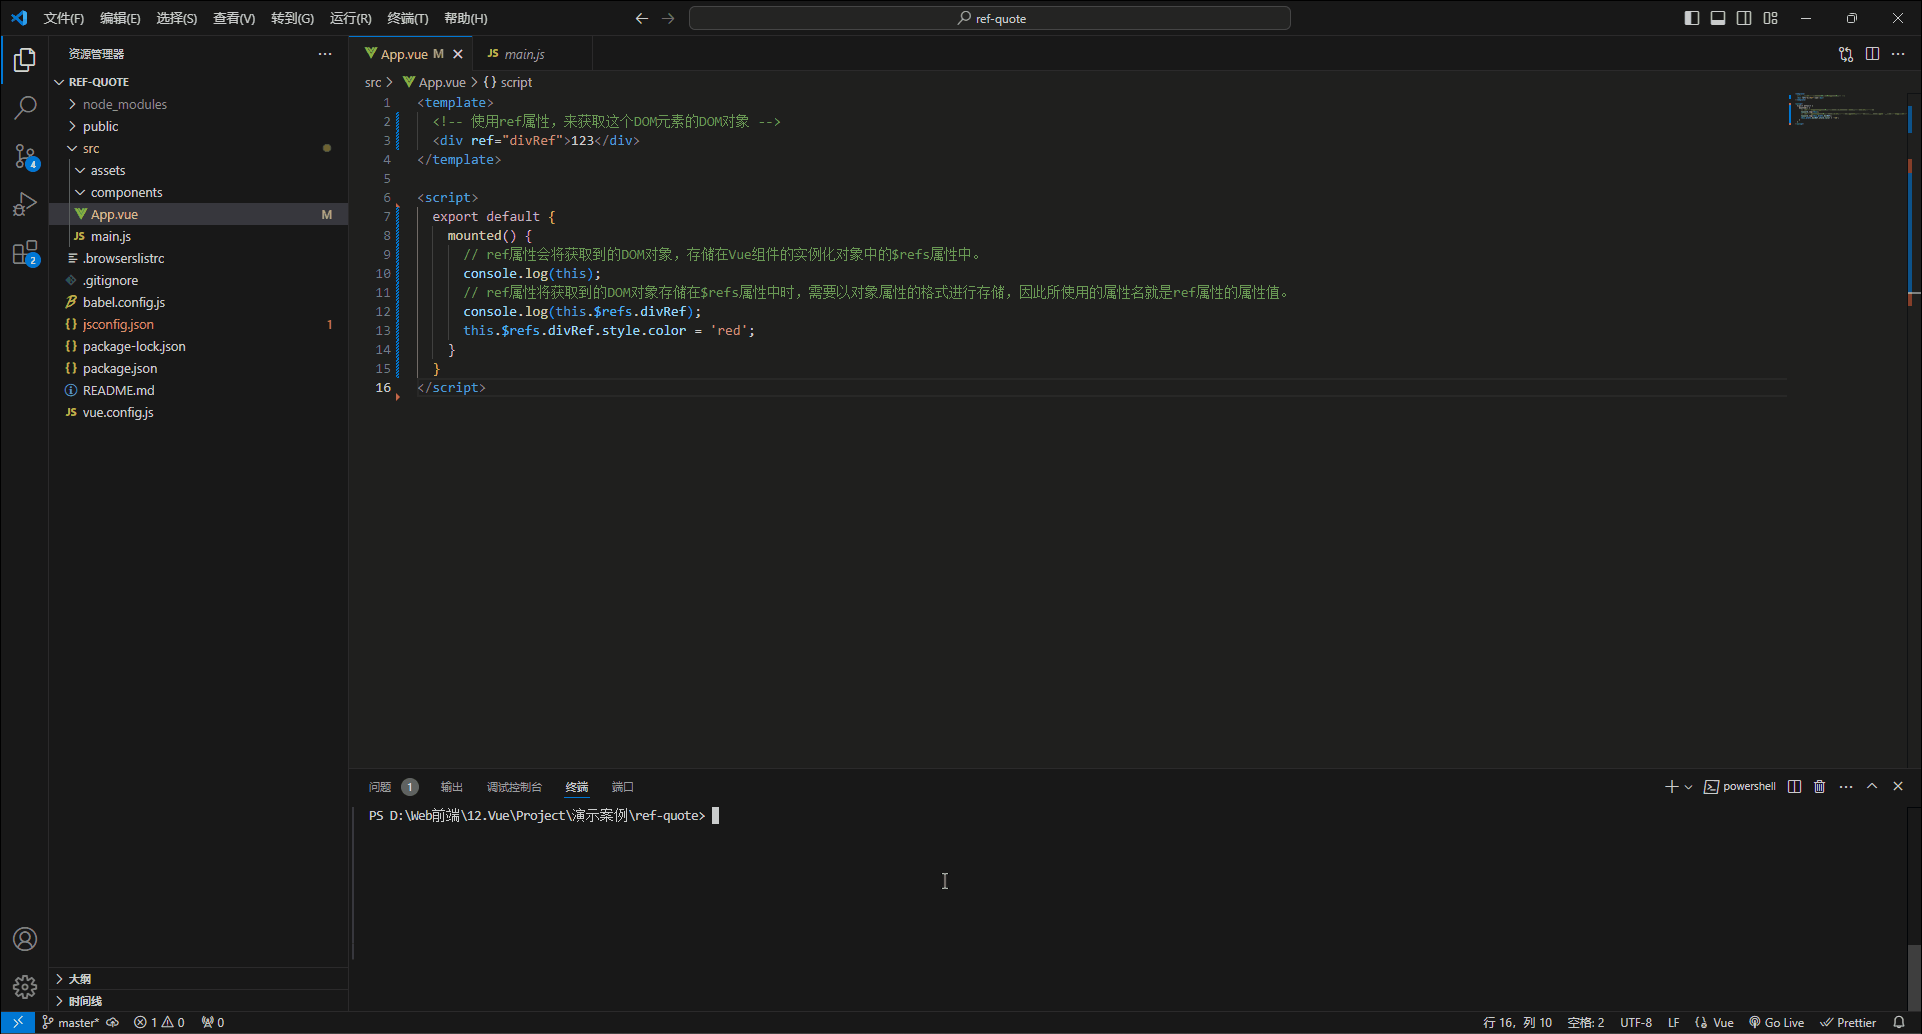 文件(F) 编辑(E) 选择(S) 查看(V) 转到(G) 运行(R) 终端(T) 帮助(H)
ref-quote
资源管理器
REF-QUOTE
node_modules
public
src
assets
components
App.vue M
JS main.js
.browserslistrc
.gitignore
babel.config.js
{} jsconfig.json 1
{} package-lock.json
{} package.json
README.md
JS vue.config.js
大纲
时间线
4
2
App.vue M
JS main.js
src > App.vue > {} script
1 <template>
2 <!-- 使用ref属性，来获取这个DOM元素的DOM对象 -->
3 <div ref="divRef">123</div>
4 </template>
5
6 <script>
7 export default {
8 mounted() {
9 // ref属性会将获取到的DOM对象，存储在Vue组件的实例化对象中的$refs属性中。
10 console.log(this);
11 // ref属性将获取到的DOM对象存储在$refs属性中时，需要以对象属性的格式进行存储，因此所使用的属性名就是ref属性的属性值。
12 console.log(this.$refs.divRef);
13 this.$refs.divRef.style.color = 'red';
14 }
15 }
16 </script>
问题 1 输出 调试控制台 终端 端口
powershell
PS D:\Web前端\12.Vue\Project\演示案例\ref-quote>
master* 1 0 0
行 16，列 10 空格: 2 UTF-8 LF Vue Go Live Prettier